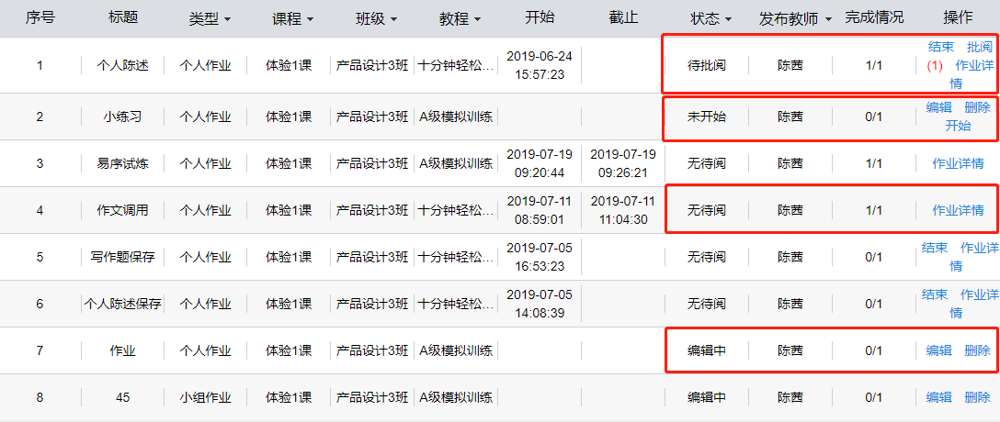 序号 标题 类型 课程 班级 教程 开始 截止 状态 发布教师 完成情况 操作
1 个人陈述 个人作业 体验1课 产品设计3班 十分钟轻松... 2019-06-24 15:57:23 待批阅 陈茜 1/1 结束 批阅(1) 作业详情
2 小练习 个人作业 体验1课 产品设计3班 A级模拟训练 未开始 陈茜 0/1 编辑 删除 开始
3 易序试炼 个人作业 体验1课 产品设计3班 A级模拟训练 2019-07-19 09:20:44 2019-07-19 09:26:21 无待阅 陈茜 1/1 作业详情
4 作文调用 个人作业 体验1课 产品设计3班 十分钟轻松... 2019-07-11 08:59:01 2019-07-11 11:04:30 无待阅 陈茜 1/1 作业详情
5 写作题保存 个人作业 体验1课 产品设计3班 十分钟轻松... 2019-07-05 16:53:23 无待阅 陈茜 0/1 结束 作业详情
6 个人陈述保存 个人作业 体验1课 产品设计3班 十分钟轻松... 2019-07-05 14:08:39 无待阅 陈茜 0/1 结束 作业详情
7 作业 个人作业 体验1课 产品设计3班 A级模拟训练 编辑中 陈茜 0/1 编辑 删除
8 45 小组作业 体验1课 产品设计3班 A级模拟训练 编辑中 陈茜 0/1 编辑 删除